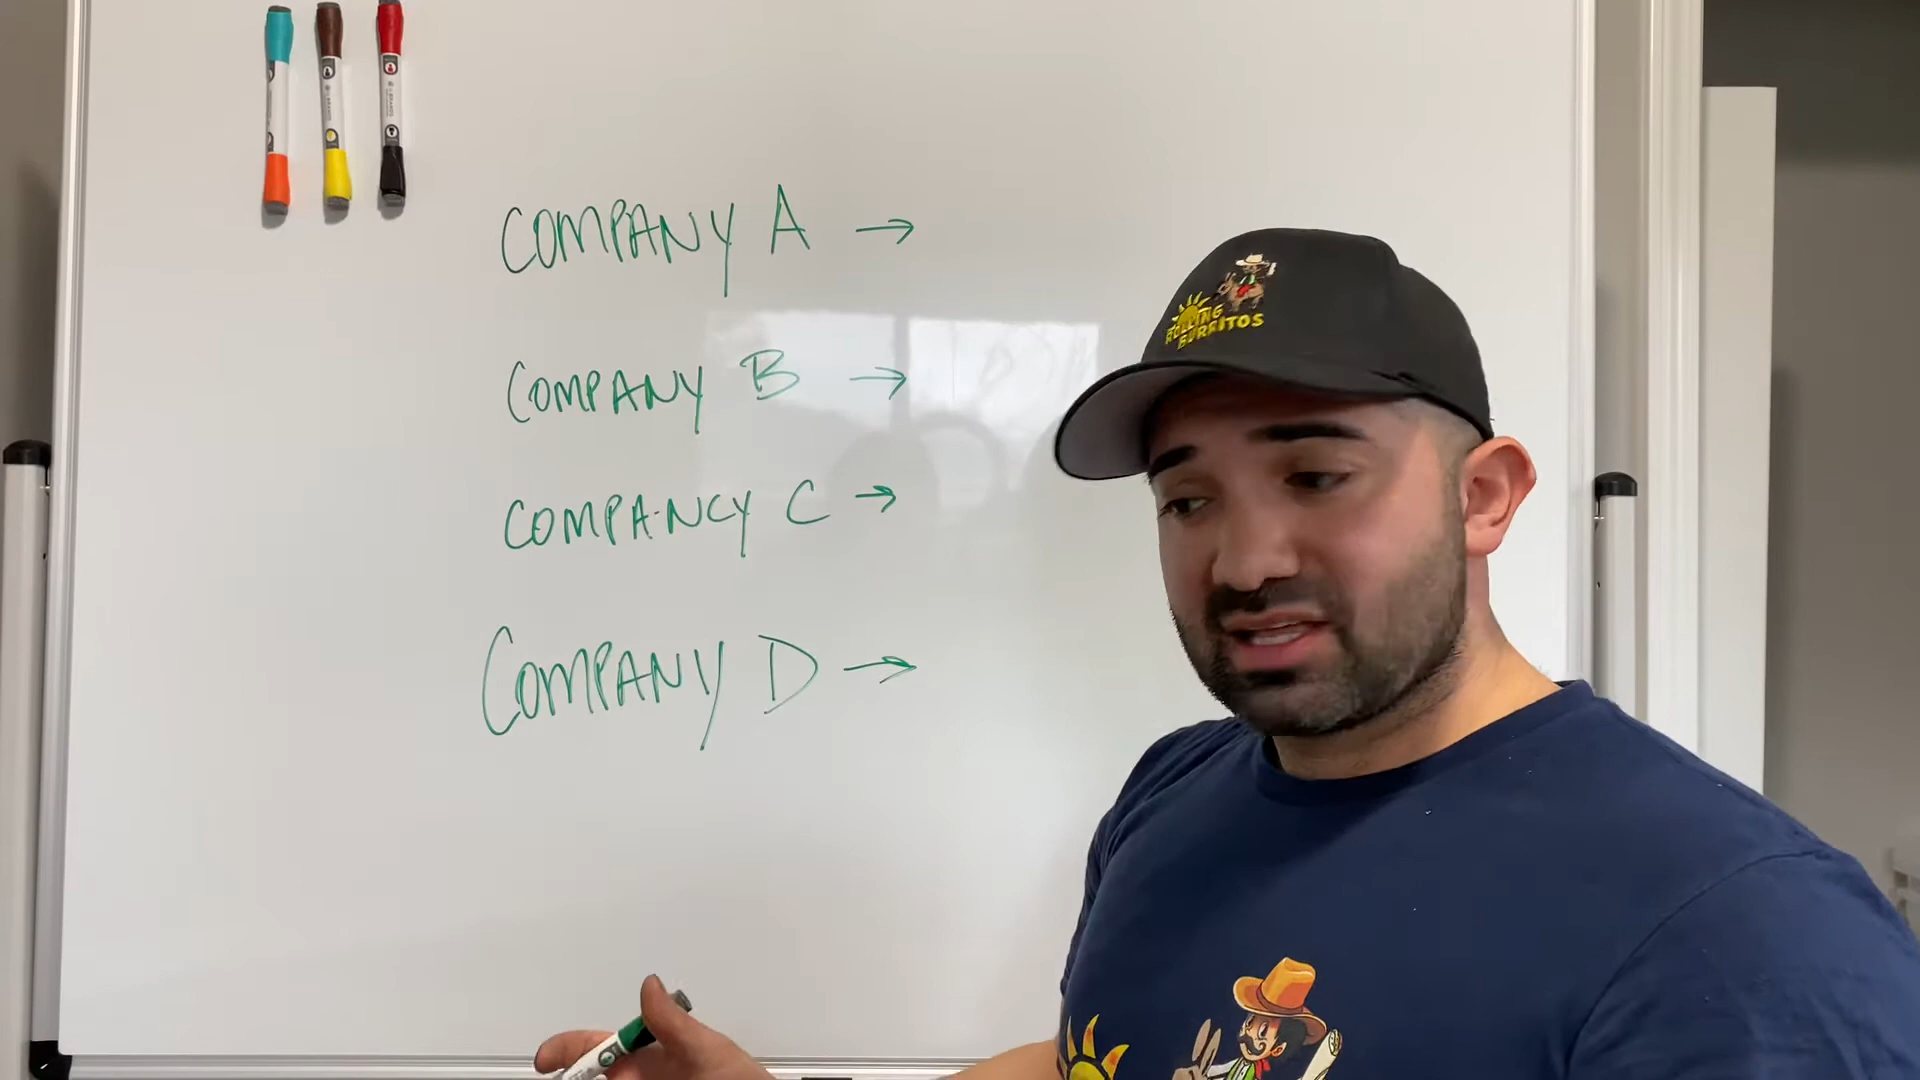 COMPANY A →
COMPANY B →
COMPANCY C →
COMPANY D →
ROLLING
BURRITOS